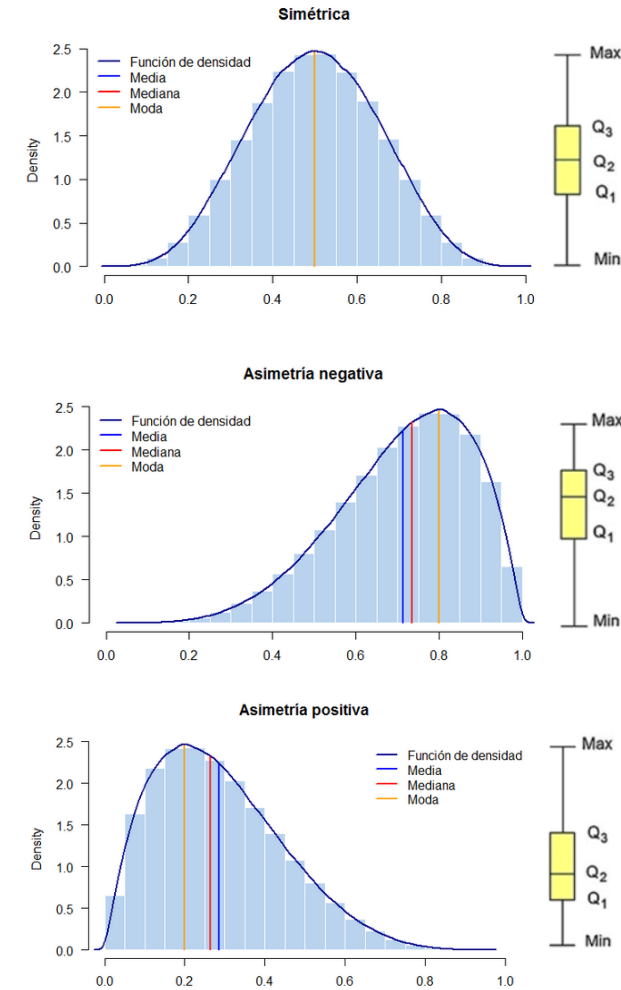 Simétrica
Función de densidad
Media
Mediana
Moda
Density
2.5
2.0
1.5
1.0
0.5
0.0
0.0 0.2 0.4 0.6 0.8 1.0
Max
Q3
Q2
Q1
Min
Asimetría negativa
Función de densidad
Media
Mediana
Moda
Density
2.5
2.0
1.5
1.0
0.5
0.0
0.0 0.2 0.4 0.6 0.8 1.0
Max
Q3
Q2
Q1
Min
Asimetría positiva
Función de densidad
Media
Mediana
Moda
Density
2.5
2.0
1.5
1.0
0.5
0.0
0.0 0.2 0.4 0.6 0.8 1.0
Max
Q3
Q2
Q1
Min